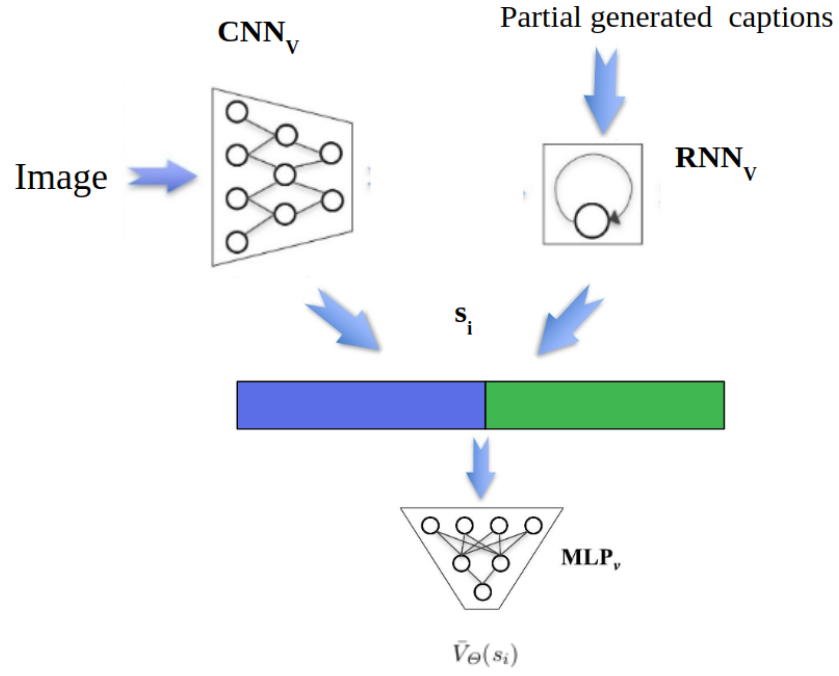 Partial generated captions
CNN_V
RNN_V
Image
s_i
MLP_v
V̄_Θ(s_i)